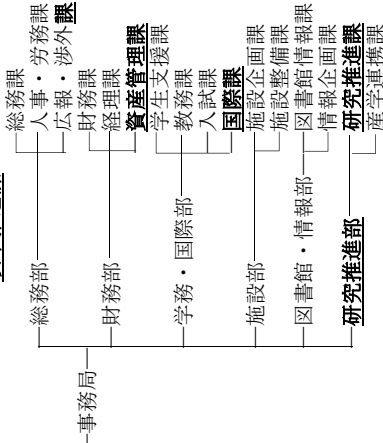 事務局
総務部
総務課
人事・労務課
広報・渉外課
財務部
財務課
経理課
資産管理課
学務・国際部
学生支援課
教務課
入試課
国際課
施設部
施設企画課
施設整備課
図書館・情報部
図書館情報課
情報企画課
研究推進部
研究推進課
産学連携課